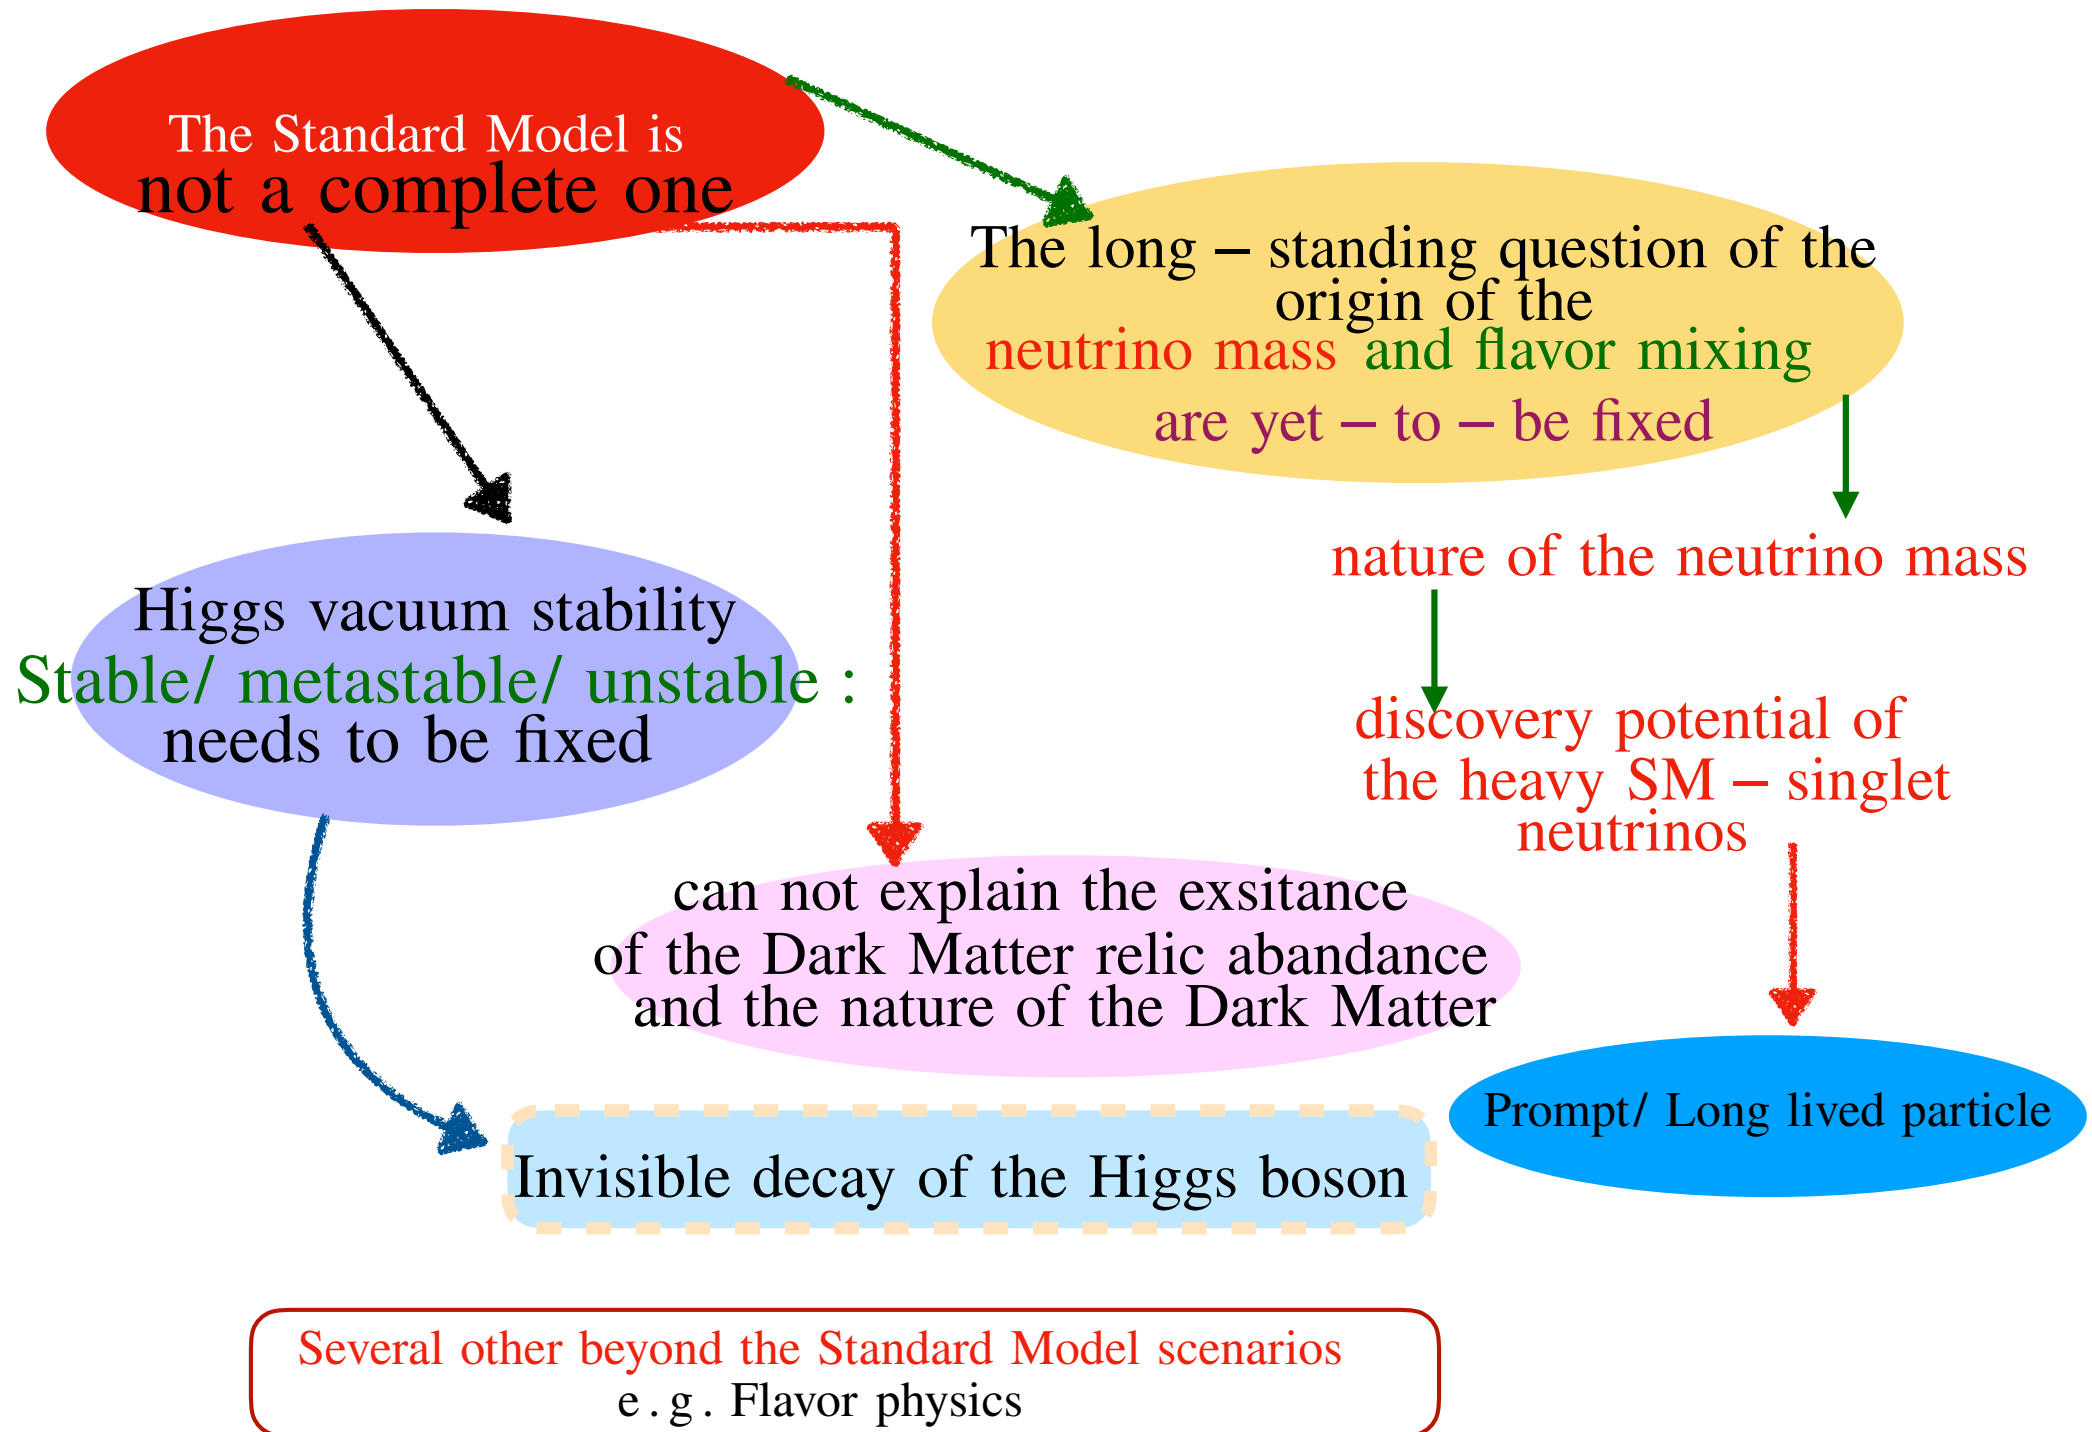 The Standard Model is
not a complete one
The long – standing question of the
origin of the
neutrino mass and flavor mixing
are yet – to – be fixed
nature of the neutrino mass
Higgs vacuum stability
Stable/ metastable/ unstable :
needs to be fixed
discovery potential of
the heavy SM – singlet
neutrinos
can not explain the exsitance
of the Dark Matter relic abandance
and the nature of the Dark Matter
Prompt/ Long lived particle
Invisible decay of the Higgs boson
Several other beyond the Standard Model scenarios
e . g . Flavor physics